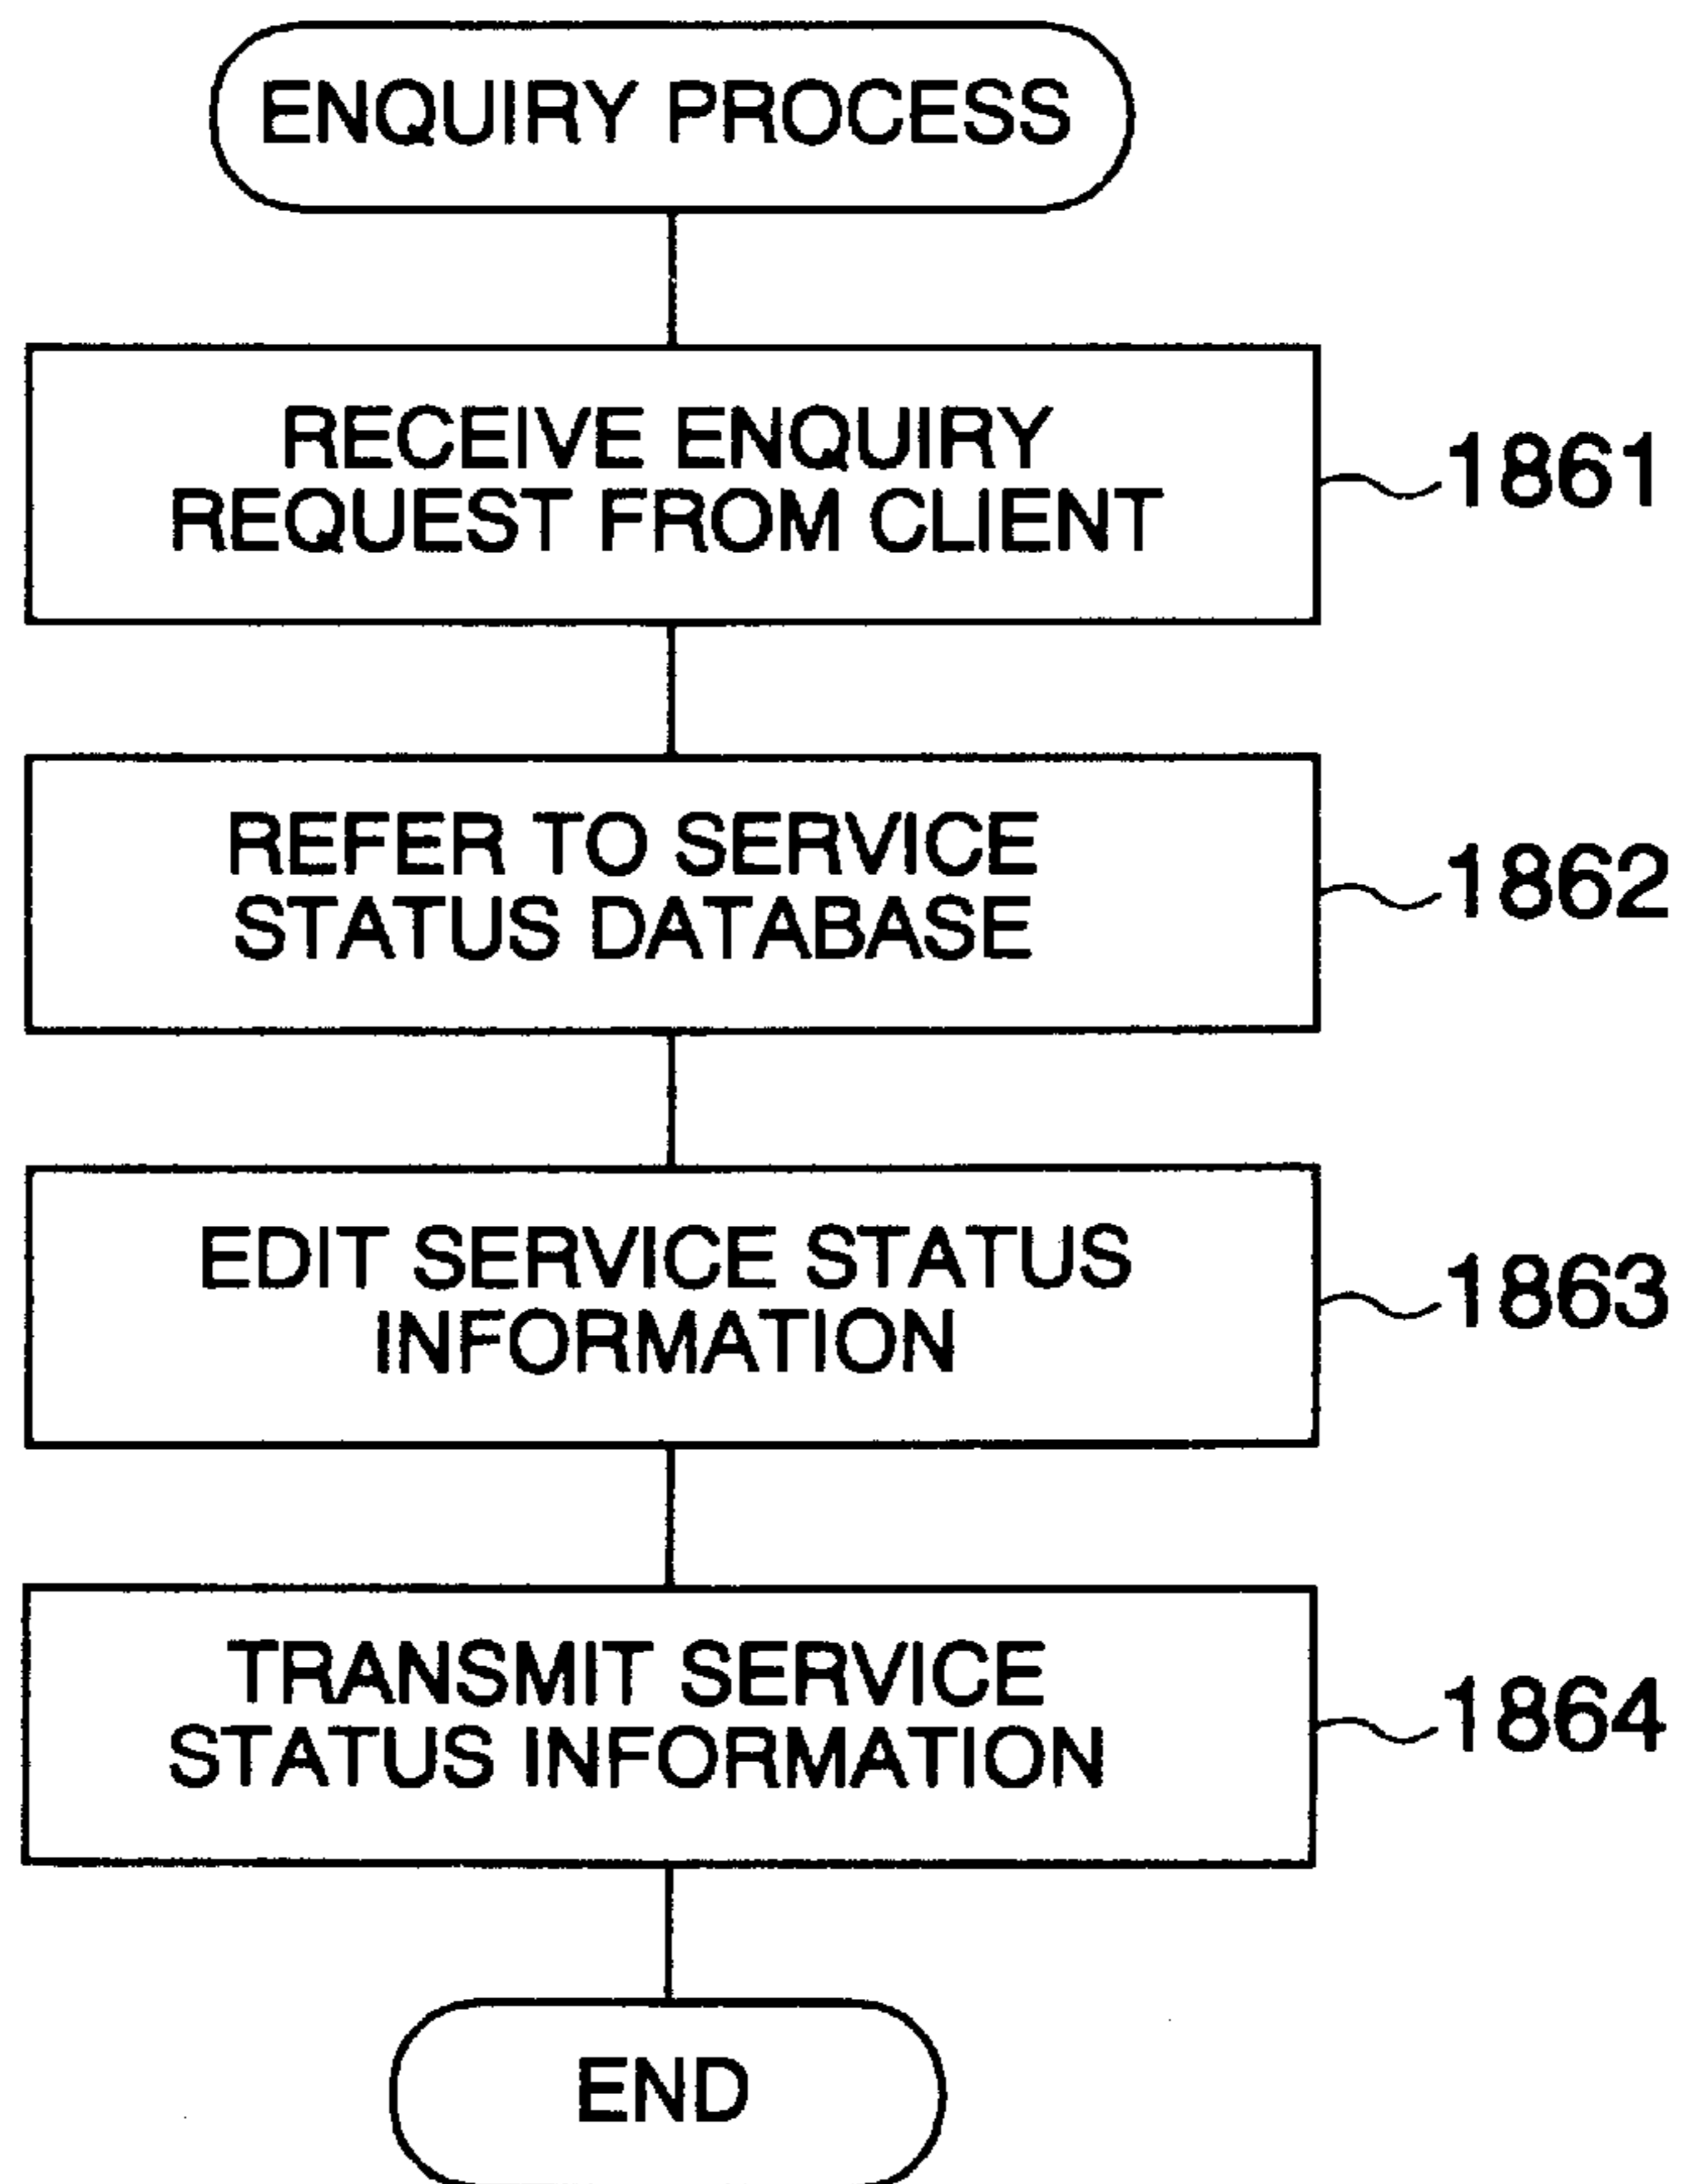 ENQUIRY PROCESS
RECEIVE ENQUIRY
REQUEST FROM CLIENT
1861
REFER TO SERVICE
STATUS DATABASE
1862
EDIT SERVICE STATUS
INFORMATION
1863
TRANSMIT SERVICE
STATUS INFORMATION
1864
END